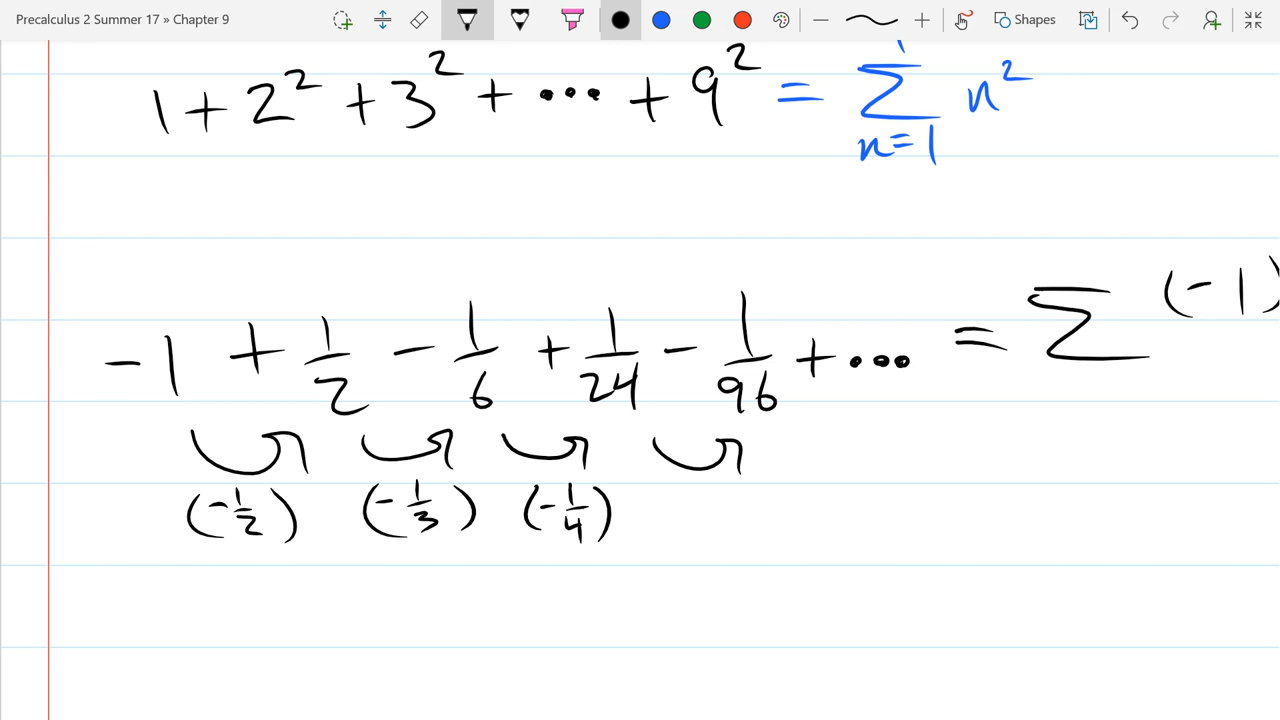 Precalculus 2 Summer 17 » Chapter 9
Shapes
1 + 2² + 3² + ••• + 9² = Σ n²
n=1
-1 + 1/2 - 1/6 + 1/24 - 1/96 + ••• = Σ (-1)
(-1/2) (-1/3) (-1/4)